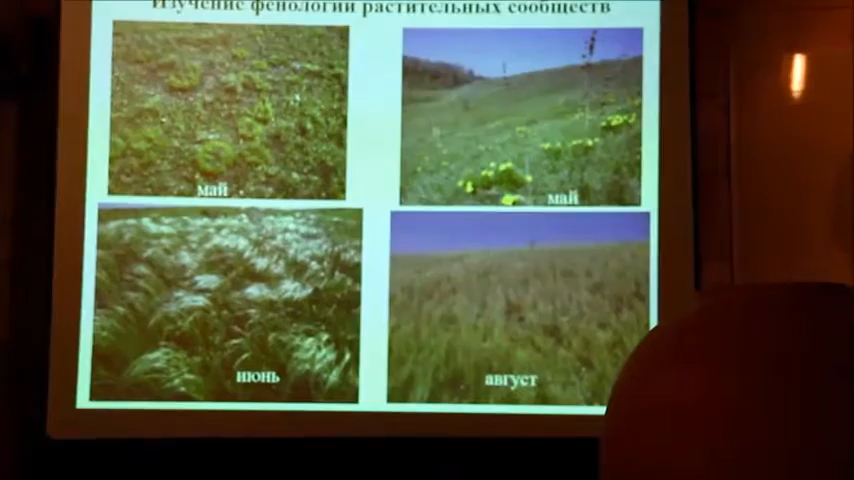 Изучение фенологии растительных сообществ
май
май
июнь
август